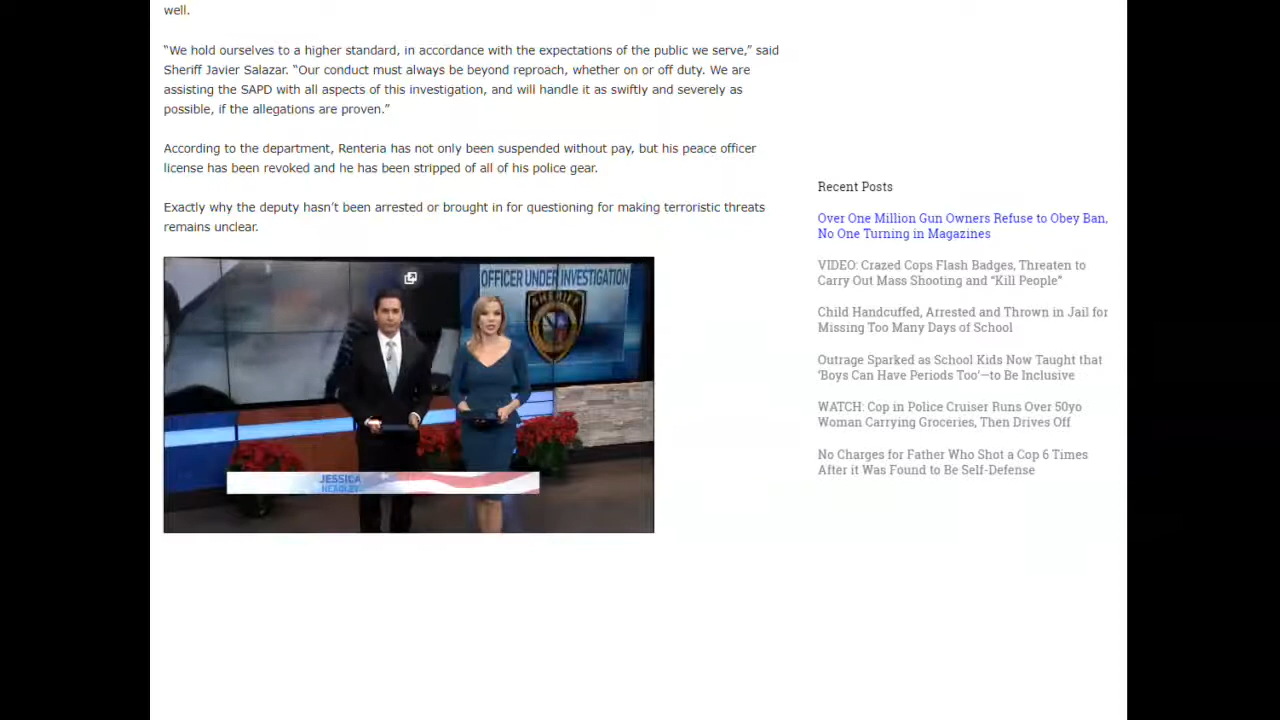 well.
“We hold ourselves to a higher standard, in accordance with the expectations of the public we serve,” said
Sheriff Javier Salazar. “Our conduct must always be beyond reproach, whether on or off duty. We are
assisting the SAPD with all aspects of this investigation, and will handle it as swiftly and severely as
possible, if the allegations are proven.”
According to the department, Renteria has not only been suspended without pay, but his peace officer
license has been revoked and he has been stripped of all of his police gear.
Exactly why the deputy hasn’t been arrested or brought in for questioning for making terroristic threats
remains unclear.
OFFICER UNDER INVESTIGATION
SHERIFF
JESSICA
HEADLEY
Recent Posts
Over One Million Gun Owners Refuse to Obey Ban,
No One Turning in Magazines
VIDEO: Crazed Cops Flash Badges, Threaten to
Carry Out Mass Shooting and “Kill People”
Child Handcuffed, Arrested and Thrown in Jail for
Missing Too Many Days of School
Outrage Sparked as School Kids Now Taught that
‘Boys Can Have Periods Too’—to Be Inclusive
WATCH: Cop in Police Cruiser Runs Over 50yo
Woman Carrying Groceries, Then Drives Off
No Charges for Father Who Shot a Cop 6 Times
After it Was Found to Be Self-Defense